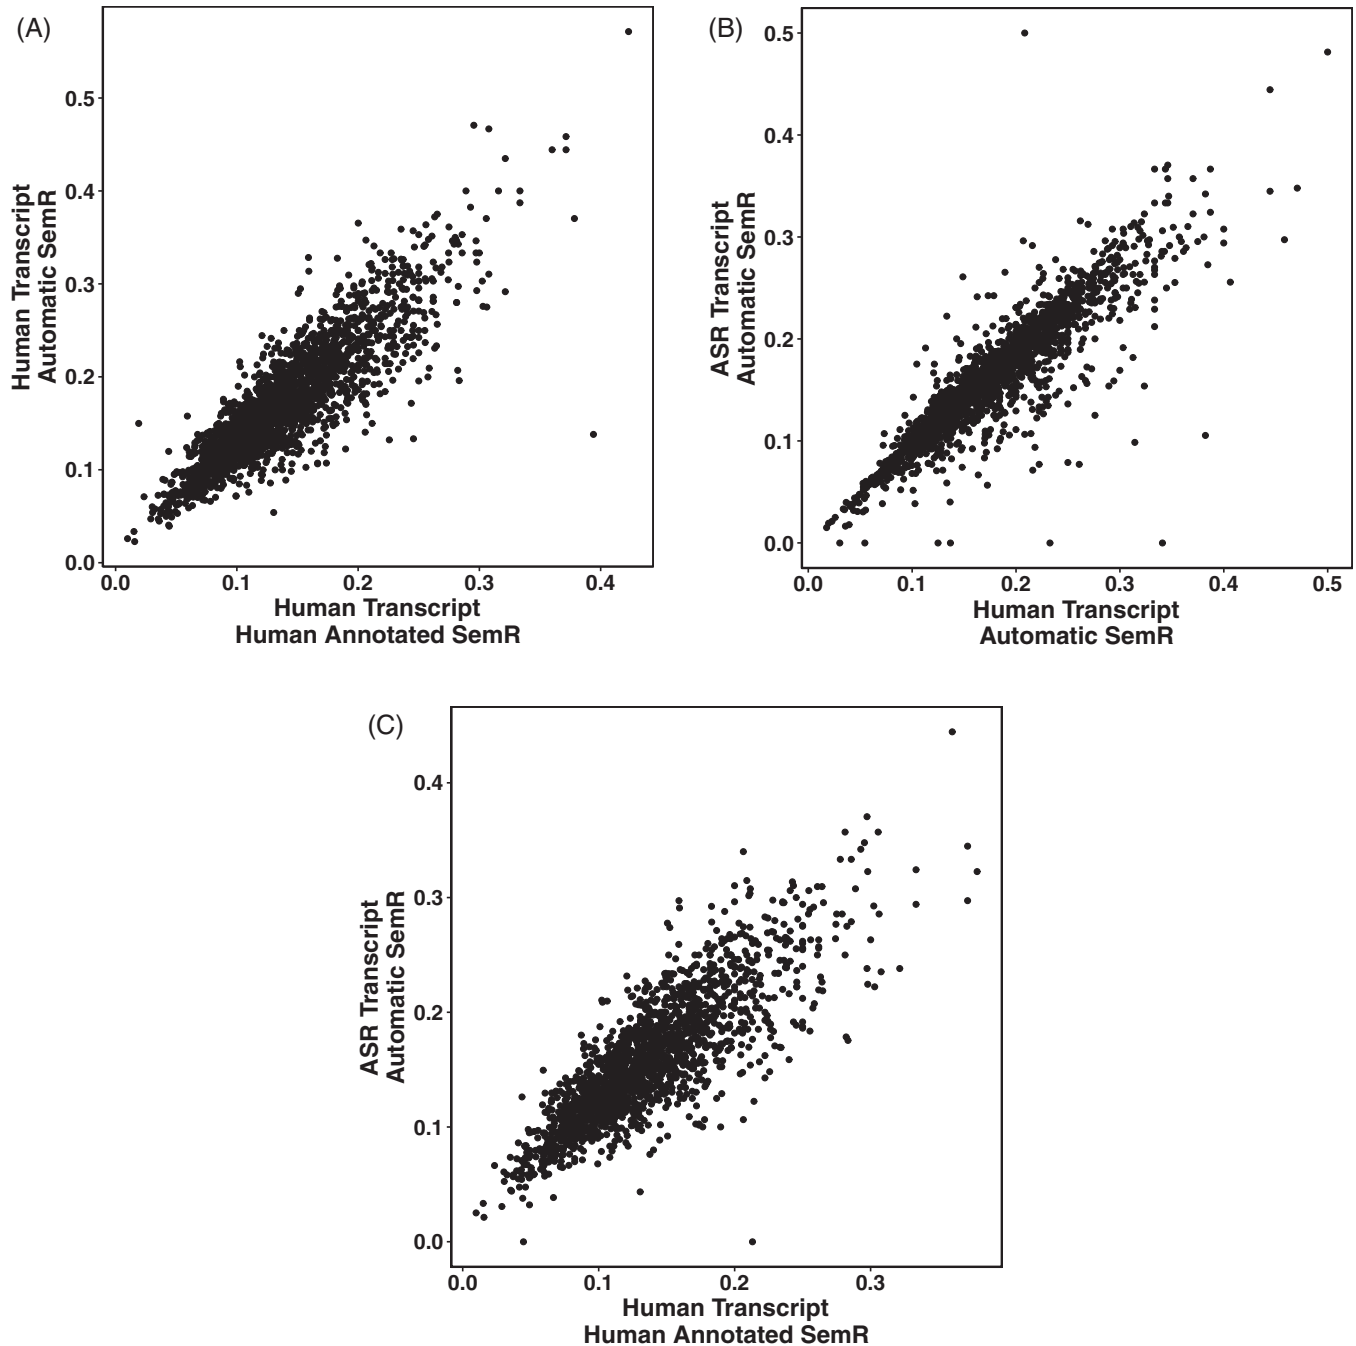 (A)
Human Transcript
Automatic SemR
0.5
0.4
0.3
0.2
0.1
0.0
0.0 0.1 0.2 0.3 0.4
Human Transcript
Human Annotated SemR
(B)
ASR Transcript
Automatic SemR
0.5
0.4
0.3
0.2
0.1
0.0
0.0 0.1 0.2 0.3 0.4 0.5
Human Transcript
Automatic SemR
(C)
ASR Transcript
Automatic SemR
0.4
0.3
0.2
0.1
0.0
0.0 0.1 0.2 0.3
Human Transcript
Human Annotated SemR